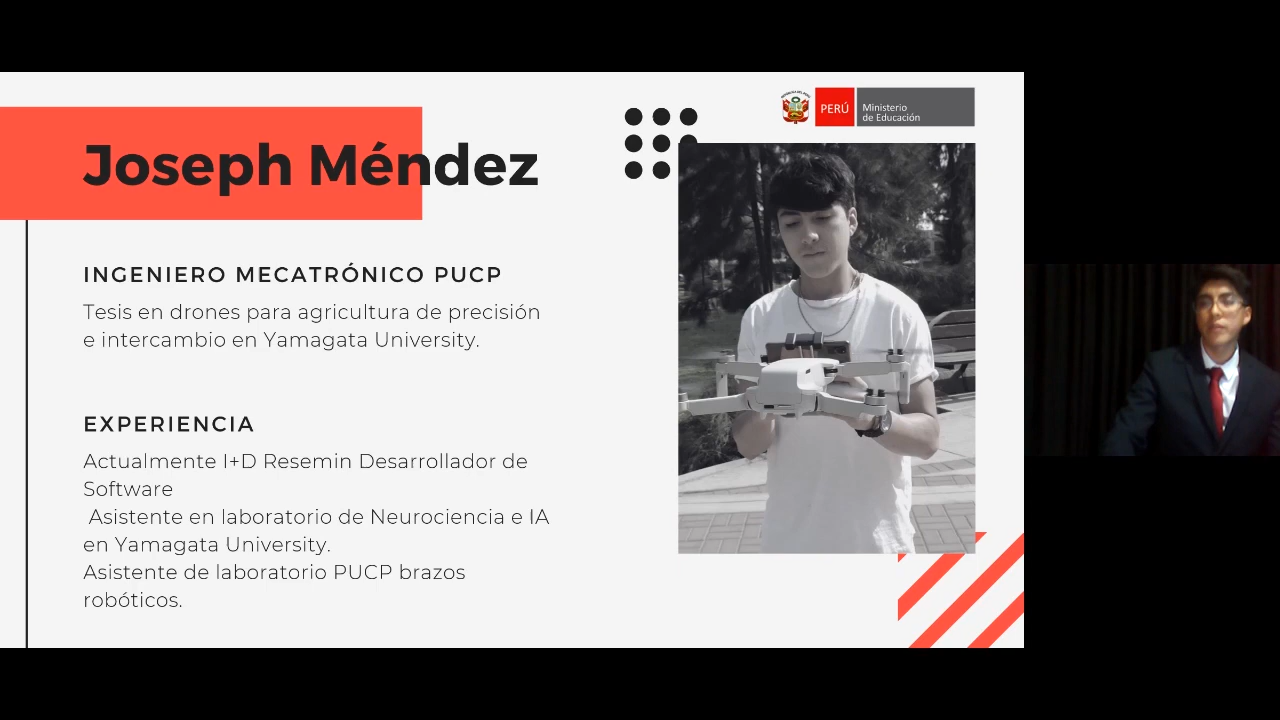 PERÚ
Ministerio
de Educación
Joseph Méndez
INGENIERO MECATRÓNICO PUCP
Tesis en drones para agricultura de precisión
e intercambio en Yamagata University.
EXPERIENCIA
Actualmente I+D Resemin Desarrollador de
Software
Asistente en laboratorio de Neurociencia e IA
en Yamagata University.
Asistente de laboratorio PUCP brazos
robóticos.